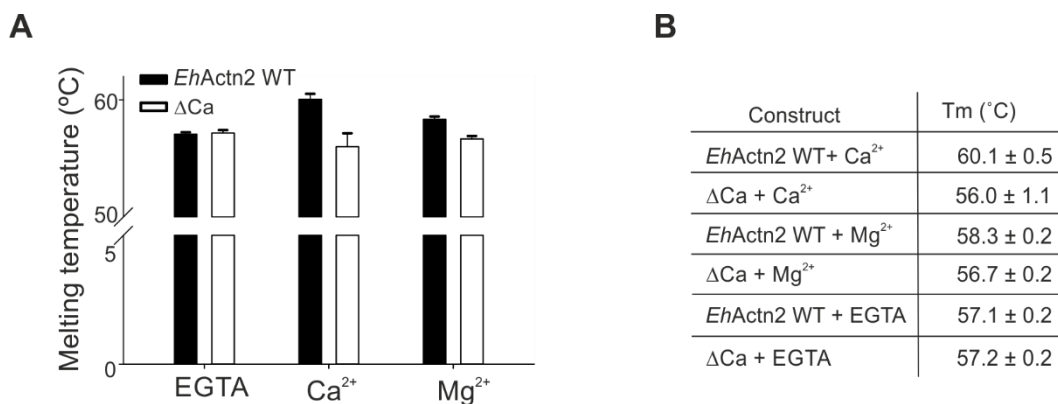 A
Melting temperature (ºC)
60
50
5
0
EhActn2 WT
ΔCa
EGTA
Ca²⁺
Mg²⁺
B
Construct Tm (˚C)
EhActn2 WT+ Ca²⁺ 60.1 ± 0.5
ΔCa + Ca²⁺ 56.0 ± 1.1
EhActn2 WT + Mg²⁺ 58.3 ± 0.2
ΔCa + Mg²⁺ 56.7 ± 0.2
EhActn2 WT + EGTA 57.1 ± 0.2
ΔCa + EGTA 57.2 ± 0.2